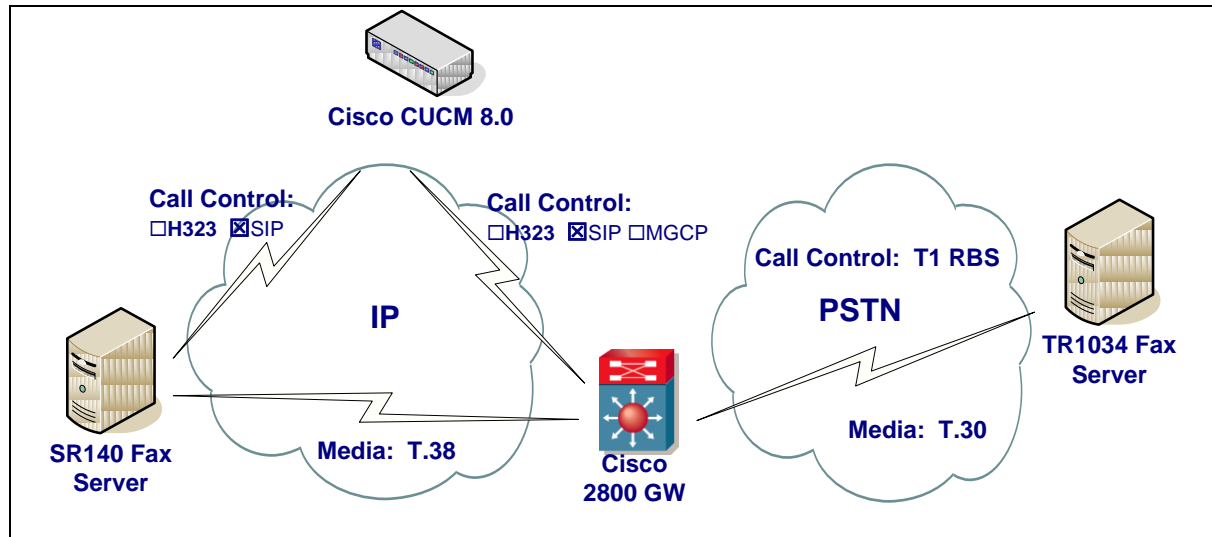 Cisco CUCM 8.0
Call Control:
☐H323 ☒SIP
Call Control:
☐H323 ☒SIP ☐MGCP
Call Control: T1 RBS
IP
PSTN
TR1034 Fax
Server
SR140 Fax
Server
Media: T.38
Cisco
2800 GW
Media: T.30